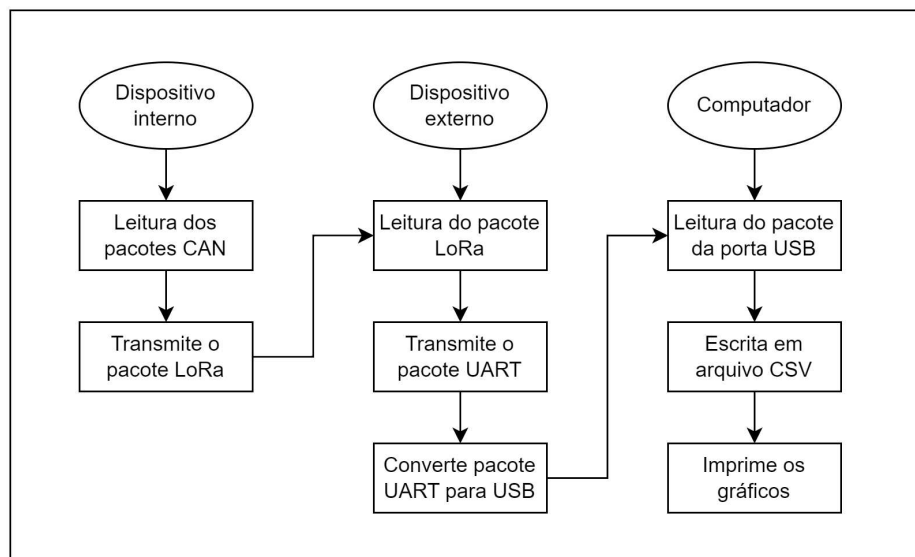 Dispositivo
interno
Leitura dos
pacotes CAN
Transmite o
pacote LoRa
Dispositivo
externo
Leitura do pacote
LoRa
Transmite o
pacote UART
Converte pacote
UART para USB
Computador
Leitura do pacote
da porta USB
Escrita em
arquivo CSV
Imprime os
gráficos